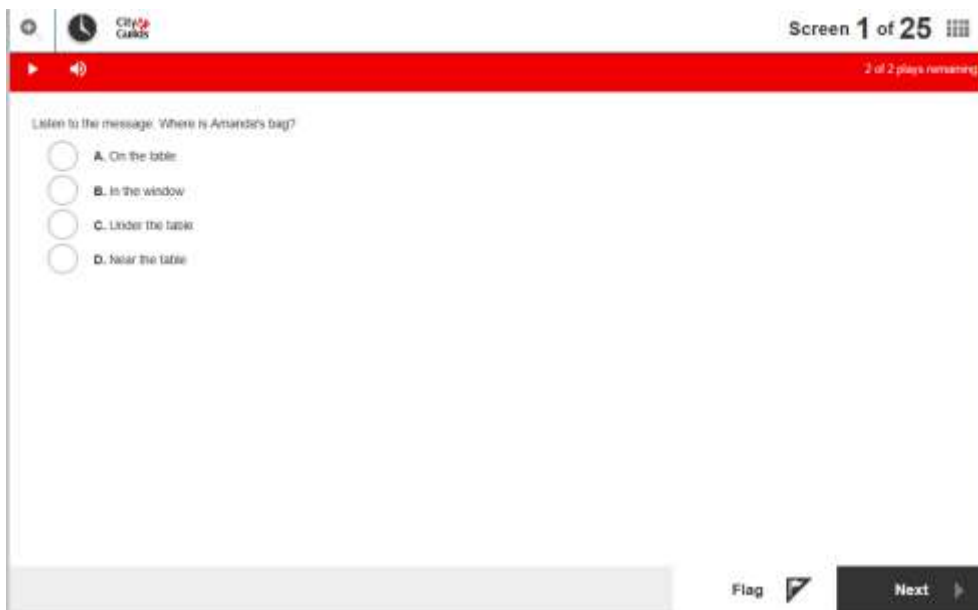 City&
Guilds
Screen 1 of 25
2 of 2 plays remaining
Listen to the message. Where is Amanda's bag?
A. On the table
B. In the window
C. Under the table
D. Near the table
Flag
Next